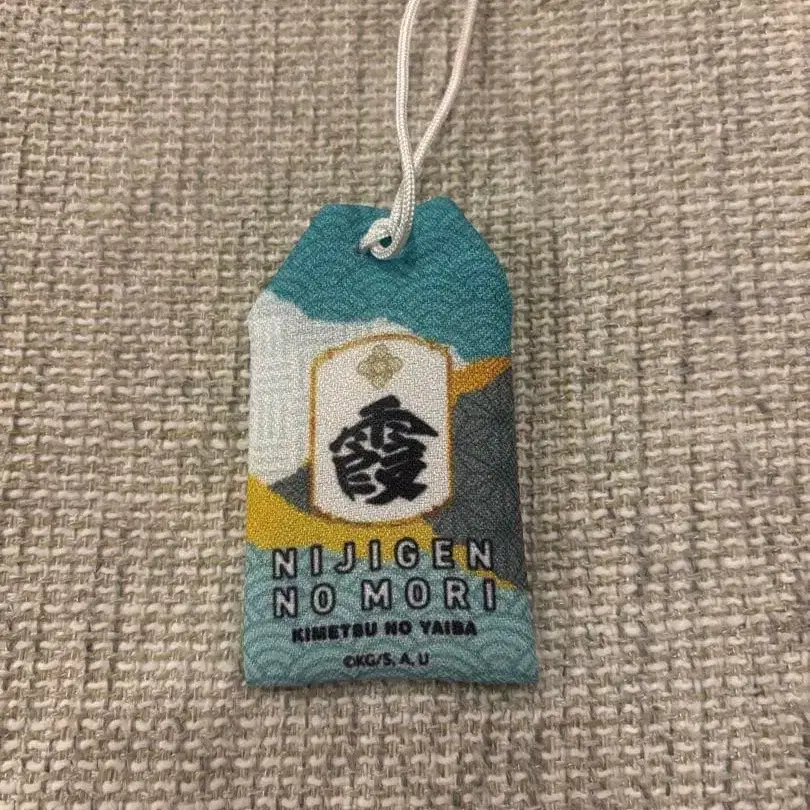 霞
NIJIGEN
NO MORI
KIMETSU NO YAIBA
©KG/S, A, U